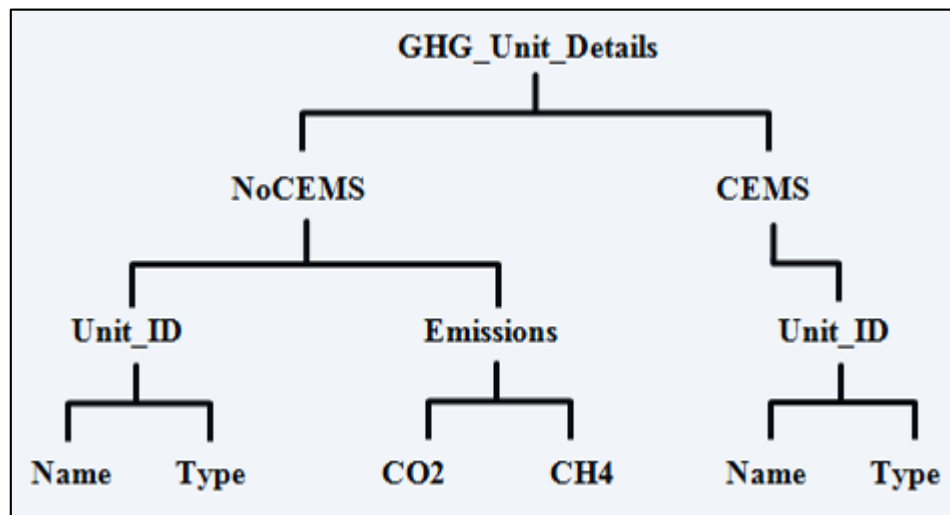 GHG_Unit_Details
NoCEMS CEMS
Unit_ID Emissions Unit_ID
Name Type CO2 CH4 Name Type